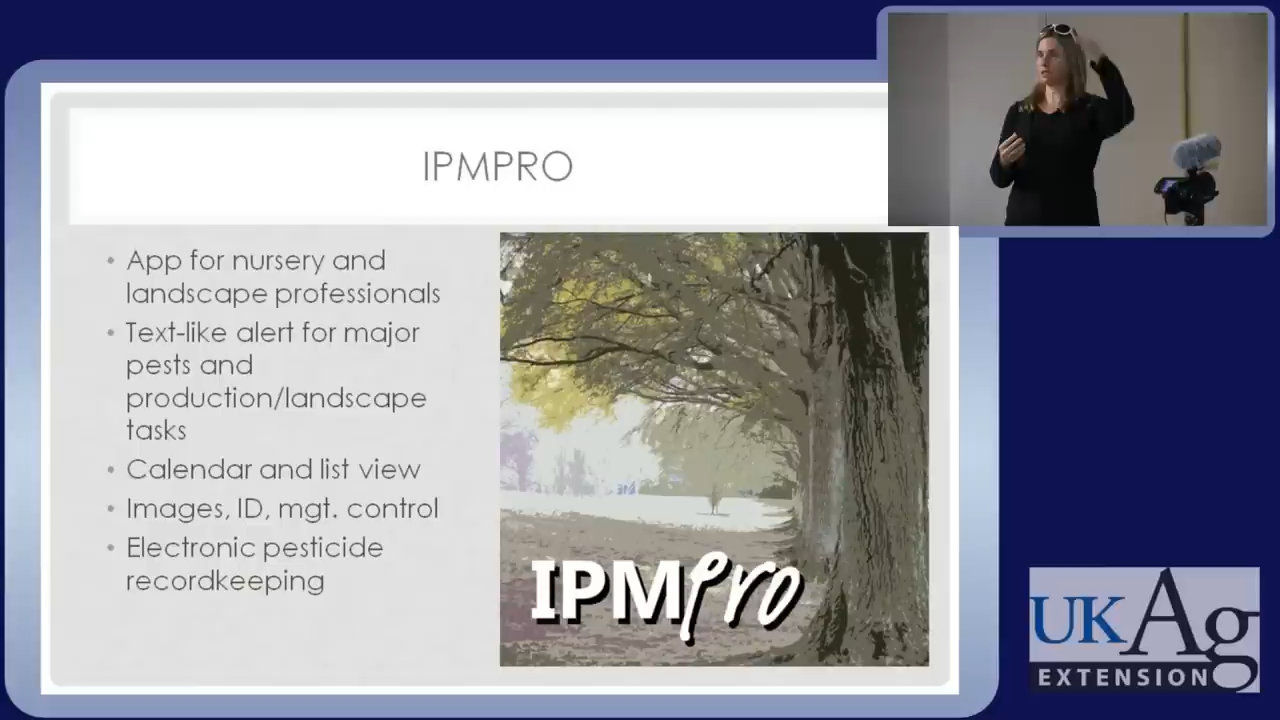 IPMPRO
• App for nursery and
landscape professionals
• Text-like alert for major
pests and
production/landscape
tasks
• Calendar and list view
• Images, ID, mgt. control
• Electronic pesticide
recordkeeping
IPMpro
UKAg
EXTENSION